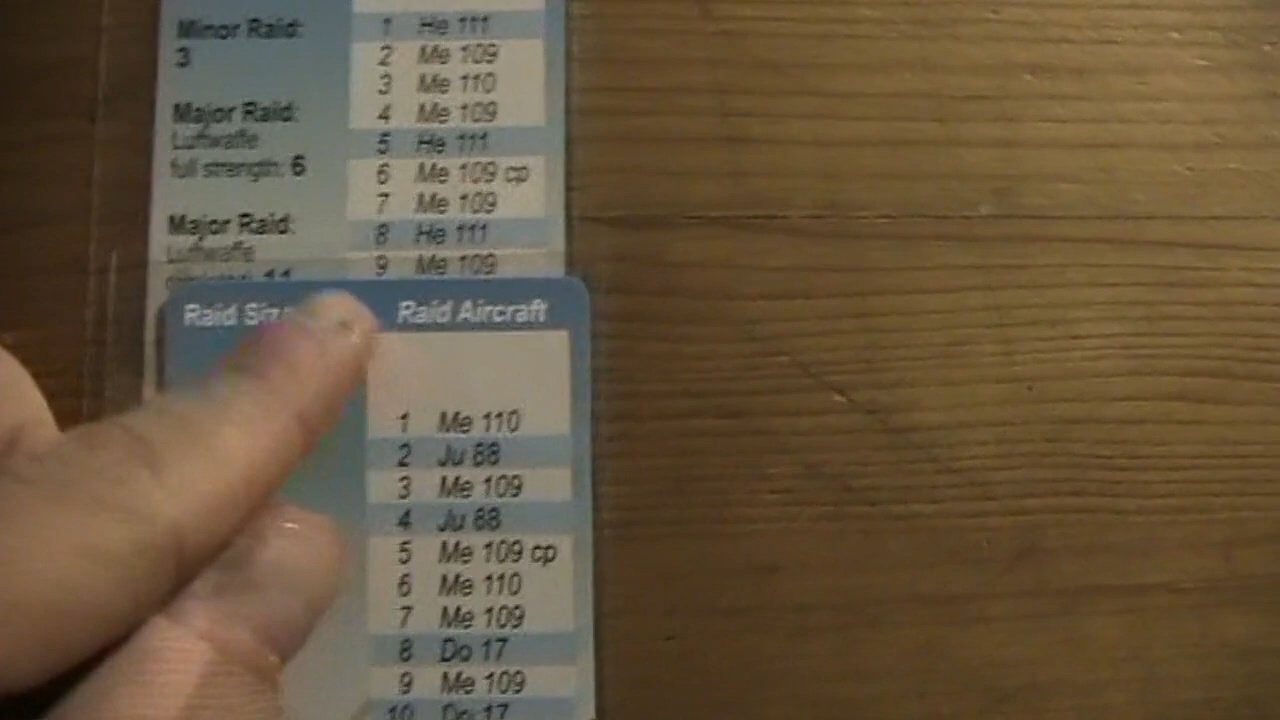 Minor Raid:
3
Major Raid:
Luftwaffe
full strength: 6
Major Raid:
Luftwaffe
11
1 He 111
2 Me 109
3 Me 110
4 Me 109
5 He 111
6 Me 109 cp
7 Me 109
8 He 111
9 Me 109
Raid Size Raid Aircraft
1 Me 110
2 Ju 88
3 Me 109
4 Ju 88
5 Me 109 cp
6 Me 110
7 Me 109
8 Do 17
9 Me 109
10 Do 17